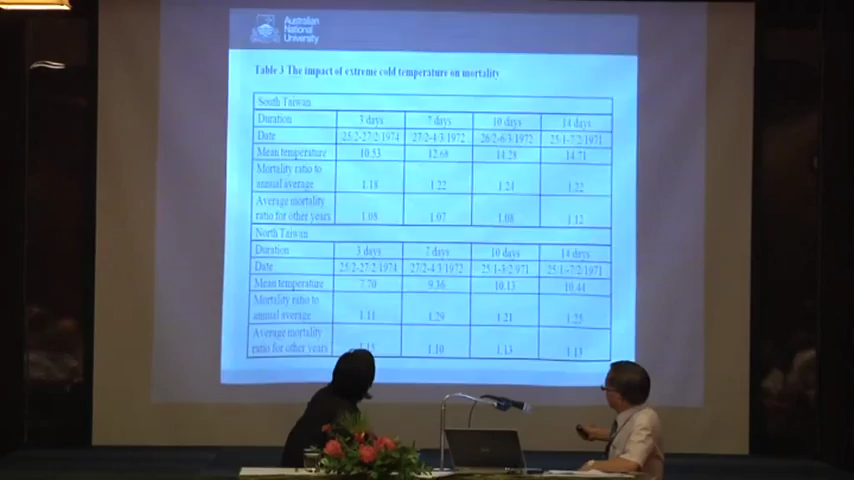 Australian
National
University
Table 3 The impact of extreme cold temperature on mortality
South Taiwan
Duration 3 days 7 days 10 days 14 days
Date 25/2-27/2/1974 27/2-4/3/1972 26/2-6/3/1972 25/1-7/2/1971
Mean temperature 10.53 12.68 14.28 14.71
Mortality ratio to
annual average 1.18 1.22 1.24 1.22
Average mortality
ratio for other years 1.08 1.07 1.08 1.12
North Taiwan
Duration 3 days 7 days 10 days 14 days
Date 25/2-27/2/1974 27/2-4/3/1972 25/1-7/2/1971
Mean temperature 7.70 9.36 10.13 10.44
Mortality ratio to
annual average 1.11 1.29 1.21 1.25
Average mortality
ratio for other years 1.10 1.13 1.13